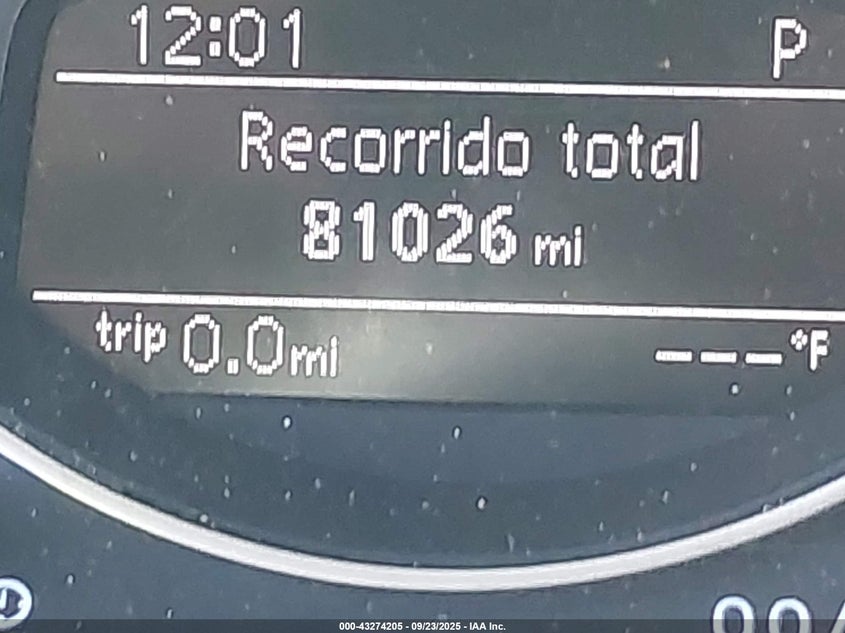 12:01 P
Recorrido total
81026 mi
trip 0.0 mi ---°F
000-43274205 - 09/23/2025 - IAA Inc.